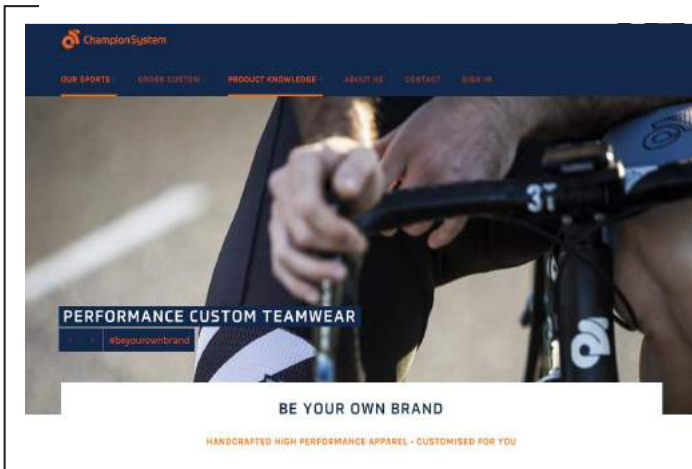 ChampionSystem
OUR SPORTS ORDER CUSTOM PRODUCT KNOWLEDGE ABOUT US CONTACT SIGN IN
3T
PERFORMANCE CUSTOM TEAMWEAR
#beyourownbrand
BE YOUR OWN BRAND
HANDCRAFTED HIGH PERFORMANCE APPAREL - CUSTOMISED FOR YOU